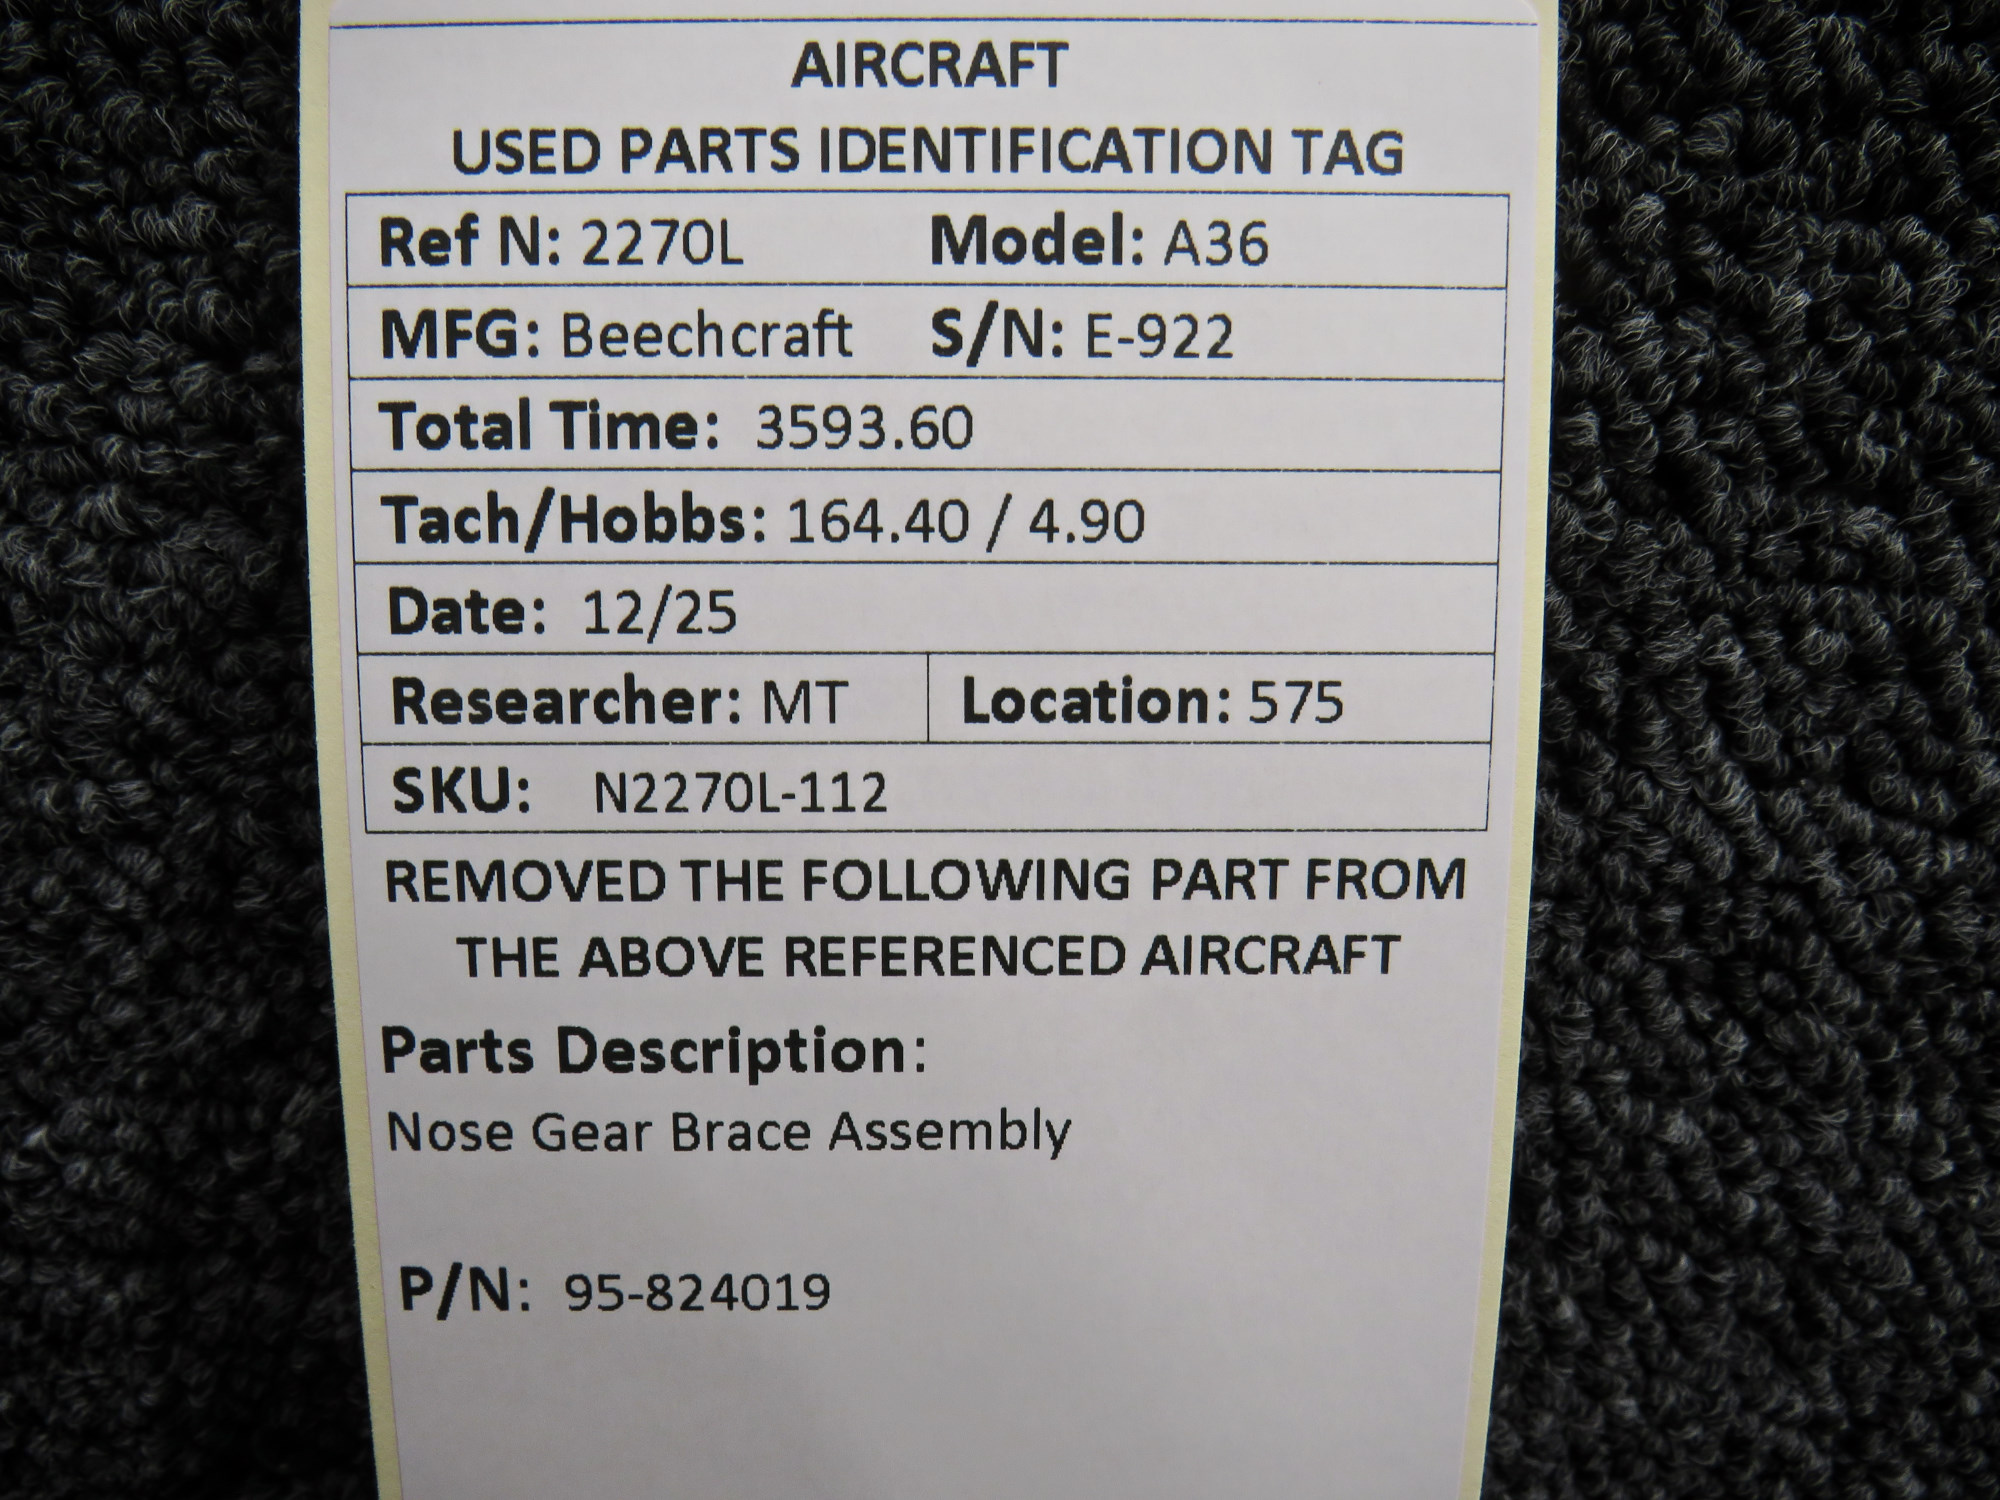 AIRCRAFT
USED PARTS IDENTIFICATION TAG
Ref N: 2270L Model: A36
MFG: Beechcraft S/N: E-922
Total Time: 3593.60
Tach/Hobbs: 164.40 / 4.90
Date: 12/25
Researcher: MT Location: 575
SKU: N2270L-112
REMOVED THE FOLLOWING PART FROM
THE ABOVE REFERENCED AIRCRAFT
Parts Description:
Nose Gear Brace Assembly
P/N: 95-824019